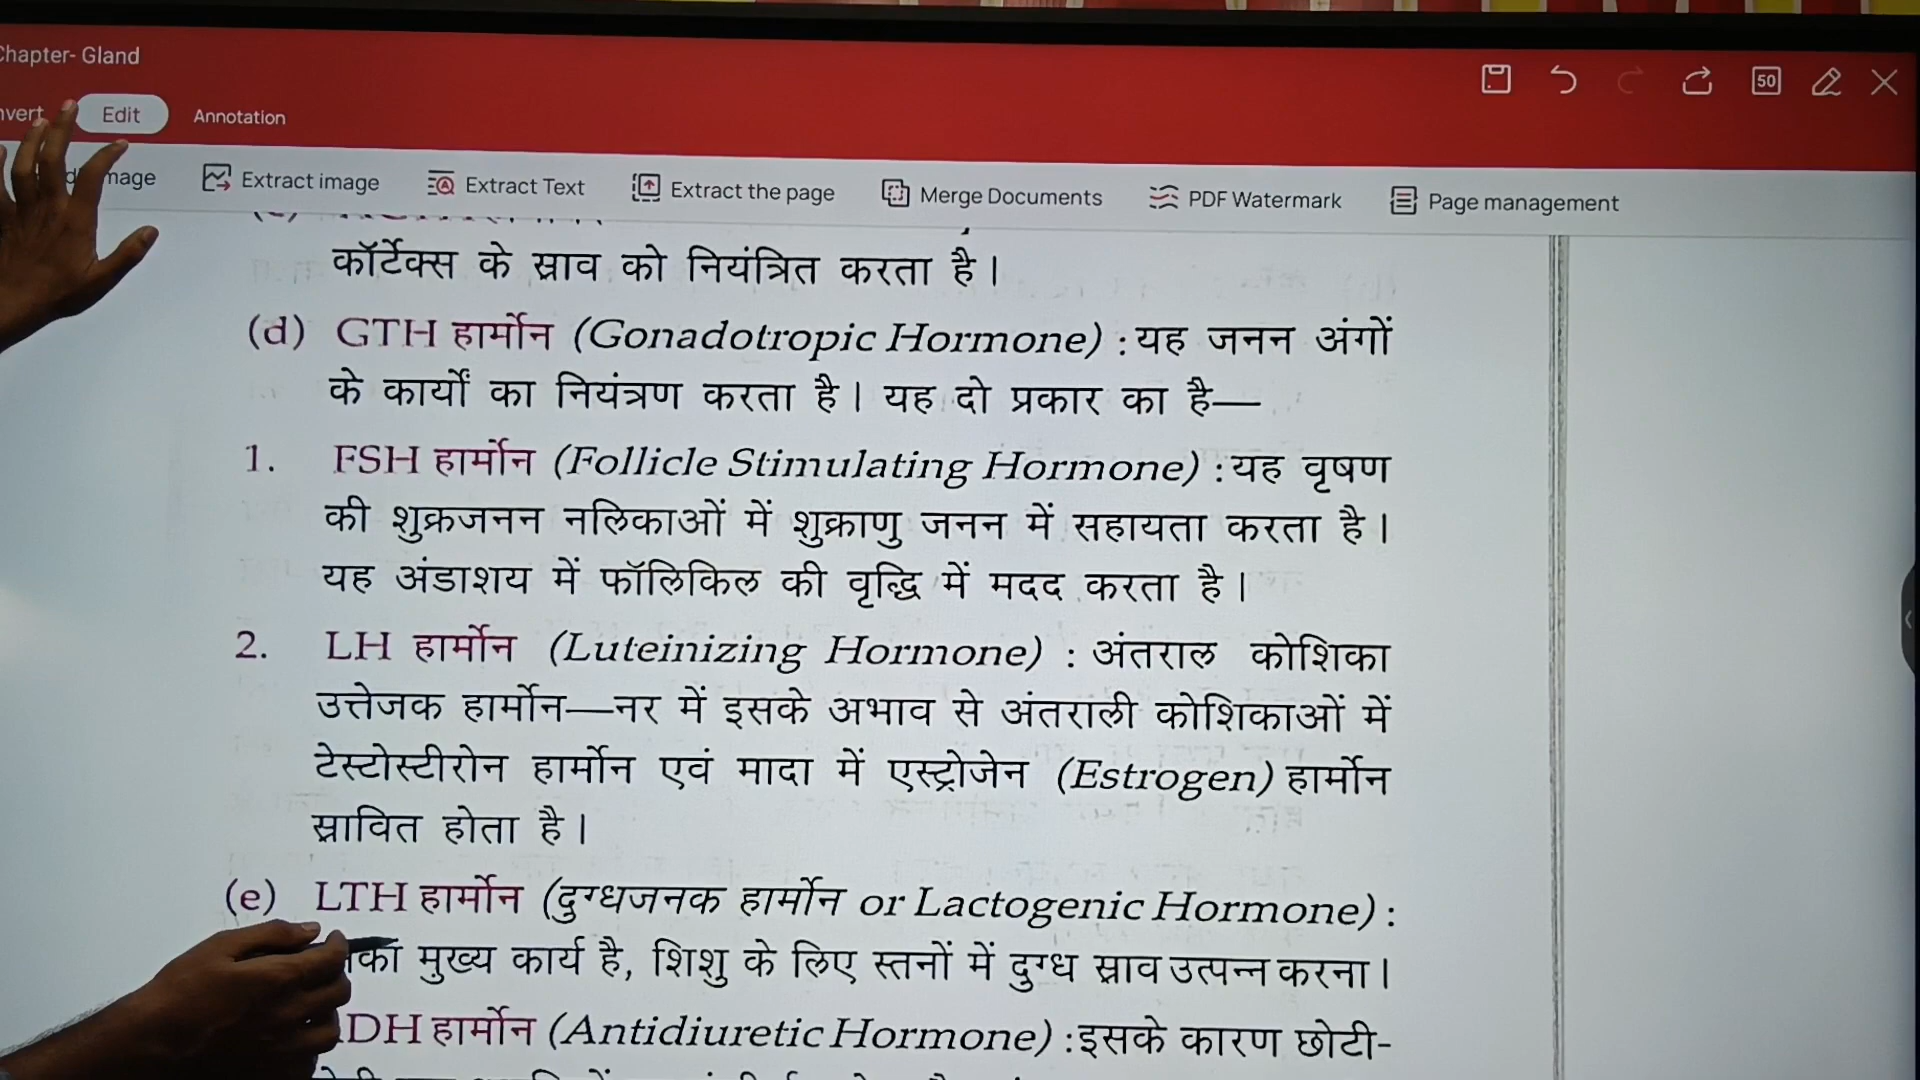 Chapter- Gland
50
Edit
Annotation
Extract image
Extract Text
Extract the page
Merge Documents
PDF Watermark
Page management
कॉर्टेक्स के स्राव को नियंत्रित करता है।
(d) GTH हार्मोन (Gonadotropic Hormone) : यह जनन अंगों
के कार्यों का नियंत्रण करता है। यह दो प्रकार का है—
1. FSH हार्मोन (Follicle Stimulating Hormone) : यह वृषण
की शुक्रजनन नलिकाओं में शुक्राणु जनन में सहायता करता है।
यह अंडाशय में फॉलिकिल की वृद्धि में मदद करता है।
2. LH हार्मोन (Luteinizing Hormone) : अंतराल कोशिका
उत्तेजक हार्मोन—नर में इसके अभाव से अंतराली कोशिकाओं में
टेस्टोस्टीरोन हार्मोन एवं मादा में एस्ट्रोजेन (Estrogen) हार्मोन
स्रावित होता है।
(e) LTH हार्मोन (दुग्धजनक हार्मोन or Lactogenic Hormone) :
मुख्य कार्य है, शिशु के लिए स्तनों में दुग्ध स्राव उत्पन्न करना।
DH हार्मोन (Antidiuretic Hormone) : इसके कारण छोटी-